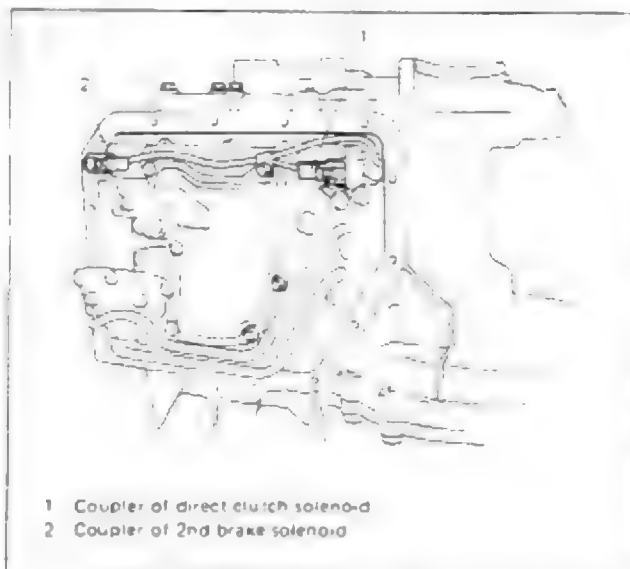 1
2
1 Coupler of direct clutch solenoid
2 Coupler of 2nd brake solenoid